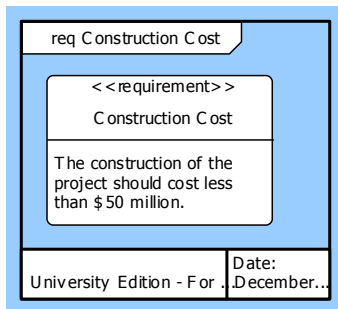 req Construction Cost
<<requirement>>
Construction Cost
The construction of the
project should cost less
than $50 million.
Date:
University Edition - For ...
December...